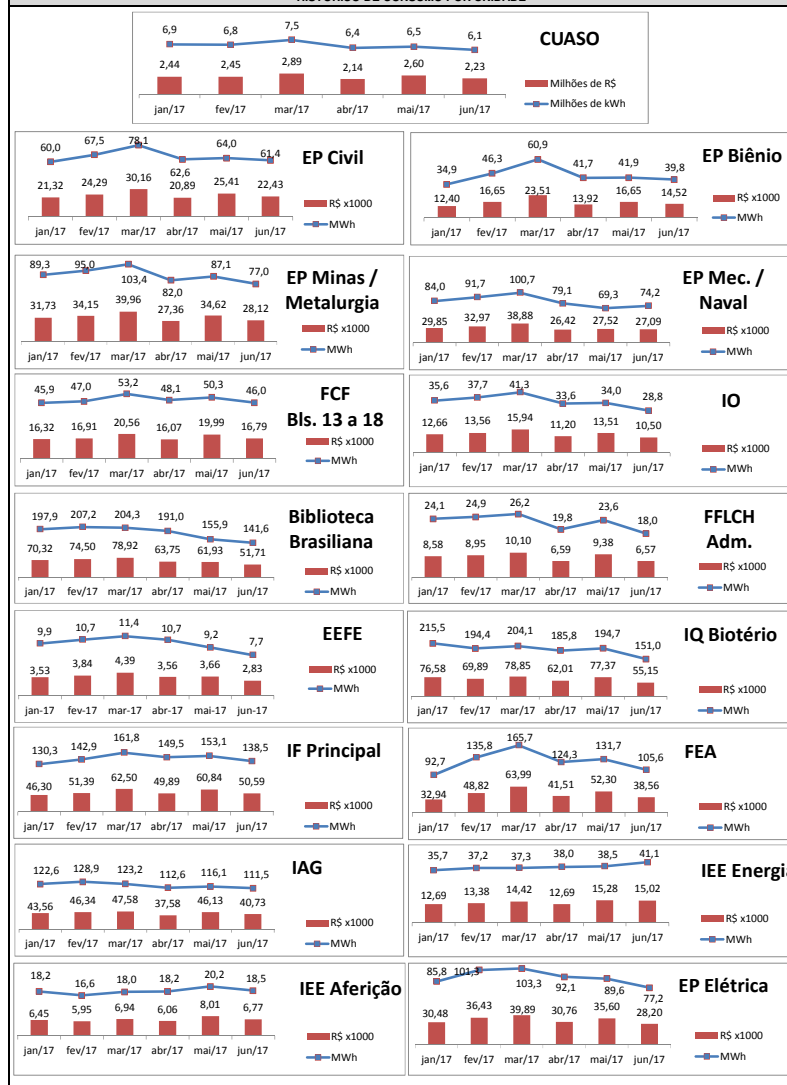 HISTÓRICO DE CONSUMO POR UNIDADE
CUASO
6,9 6,8 7,5 6,4 6,5 6,1
2,44 2,45 2,89 2,14 2,60 2,23
jan/17 fev/17 mar/17 abr/17 mai/17 jun/17
Milhões de R$
Milhões de kWh
EP Civil
60,0 67,5 78,1 62,6 64,0 61,4
21,32 24,29 30,16 20,89 25,41 22,43
jan/17 fev/17 mar/17 abr/17 mai/17 jun/17
R$ x1000
MWh
EP Biênio
34,9 46,3 60,9 41,7 41,9 39,8
12,40 16,65 23,51 13,92 16,65 14,52
jan/17 fev/17 mar/17 abr/17 mai/17 jun/17
R$ x1000
MWh
EP Minas /
Metalurgia
89,3 95,0 103,4 82,0 87,1 77,0
31,73 34,15 39,96 27,36 34,62 28,12
jan/17 fev/17 mar/17 abr/17 mai/17 jun/17
R$ x1000
MWh
EP Mec. /
Naval
84,0 91,7 100,7 79,1 69,3 74,2
29,85 32,97 38,88 26,42 27,52 27,09
jan/17 fev/17 mar/17 abr/17 mai/17 jun/17
R$ x1000
MWh
FCF
Bls. 13 a 18
45,9 47,0 53,2 48,1 50,3 46,0
16,32 16,91 20,56 16,07 19,99 16,79
jan/17 fev/17 mar/17 abr/17 mai/17 jun/17
R$ x1000
MWh
IO
35,6 37,7 41,3 33,6 34,0 28,8
12,66 13,56 15,94 11,20 13,51 10,50
jan/17 fev/17 mar/17 abr/17 mai/17 jun/17
R$ x1000
MWh
Biblioteca
Brasiliana
197,9 207,2 204,3 191,0 155,9 141,6
70,32 74,50 78,92 63,75 61,93 51,71
jan/17 fev/17 mar/17 abr/17 mai/17 jun/17
R$ x1000
MWh
FFLCH
Adm.
24,1 24,9 26,2 19,8 23,6 18,0
8,58 8,95 10,10 6,59 9,38 6,57
jan/17 fev/17 mar/17 abr/17 mai/17 jun/17
R$ x1000
MWh
EEFE
9,9 10,7 11,4 10,7 9,2 7,7
3,53 3,84 4,39 3,56 3,66 2,83
jan-17 fev-17 mar-17 abr-17 mai-17 jun-17
R$ x1000
MWh
IQ Biotério
215,5 194,4 204,1 185,8 194,7 151,0
76,58 69,89 78,85 62,01 77,37 55,15
jan/17 fev/17 mar/17 abr/17 mai/17 jun/17
R$ x1000
MWh
IF Principal
130,3 142,9 161,8 149,5 153,1 138,5
46,30 51,39 62,50 49,89 60,84 50,59
jan/17 fev/17 mar/17 abr/17 mai/17 jun/17
R$ x1000
MWh
FEA
92,7 135,8 165,7 124,3 131,7 105,6
32,94 48,82 63,99 41,51 52,30 38,56
jan/17 fev/17 mar/17 abr/17 mai/17 jun/17
R$ x1000
MWh
IAG
122,6 128,9 123,2 112,6 116,1 111,5
43,56 46,34 47,58 37,58 46,13 40,73
jan/17 fev/17 mar/17 abr/17 mai/17 jun/17
R$ x1000
MWh
IEE Energia
35,7 37,2 37,3 38,0 38,5 41,1
12,69 13,38 14,42 12,69 15,28 15,02
jan/17 fev/17 mar/17 abr/17 mai/17 jun/17
R$ x1000
MWh
IEE Aferição
18,2 16,6 18,0 18,2 20,2 18,5
6,45 5,95 6,94 6,06 8,01 6,77
jan/17 fev/17 mar/17 abr/17 mai/17 jun/17
R$ x1000
MWh
EP Elétrica
85,8 101,3 103,3 92,1 89,6 77,2
30,48 36,43 39,89 30,76 35,60 28,20
jan/17 fev/17 mar/17 abr/17 mai/17 jun/17
R$ x1000
MWh